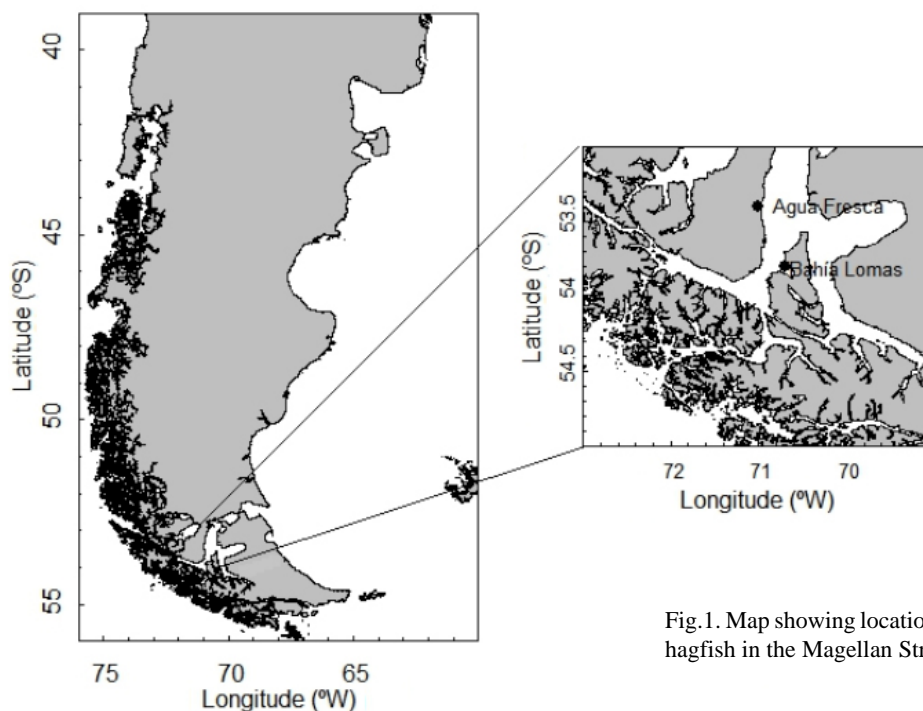 40
45
50
55
Latitude (ºS)
75
70
65
Longitude (ºW)
53.5
54
54.5
Latitude (ºS)
Agua Fresca
Bahía Lomas
72
71
70
Longitude (ºW)
Fig.1. Map showing location
hagfish in the Magellan Str